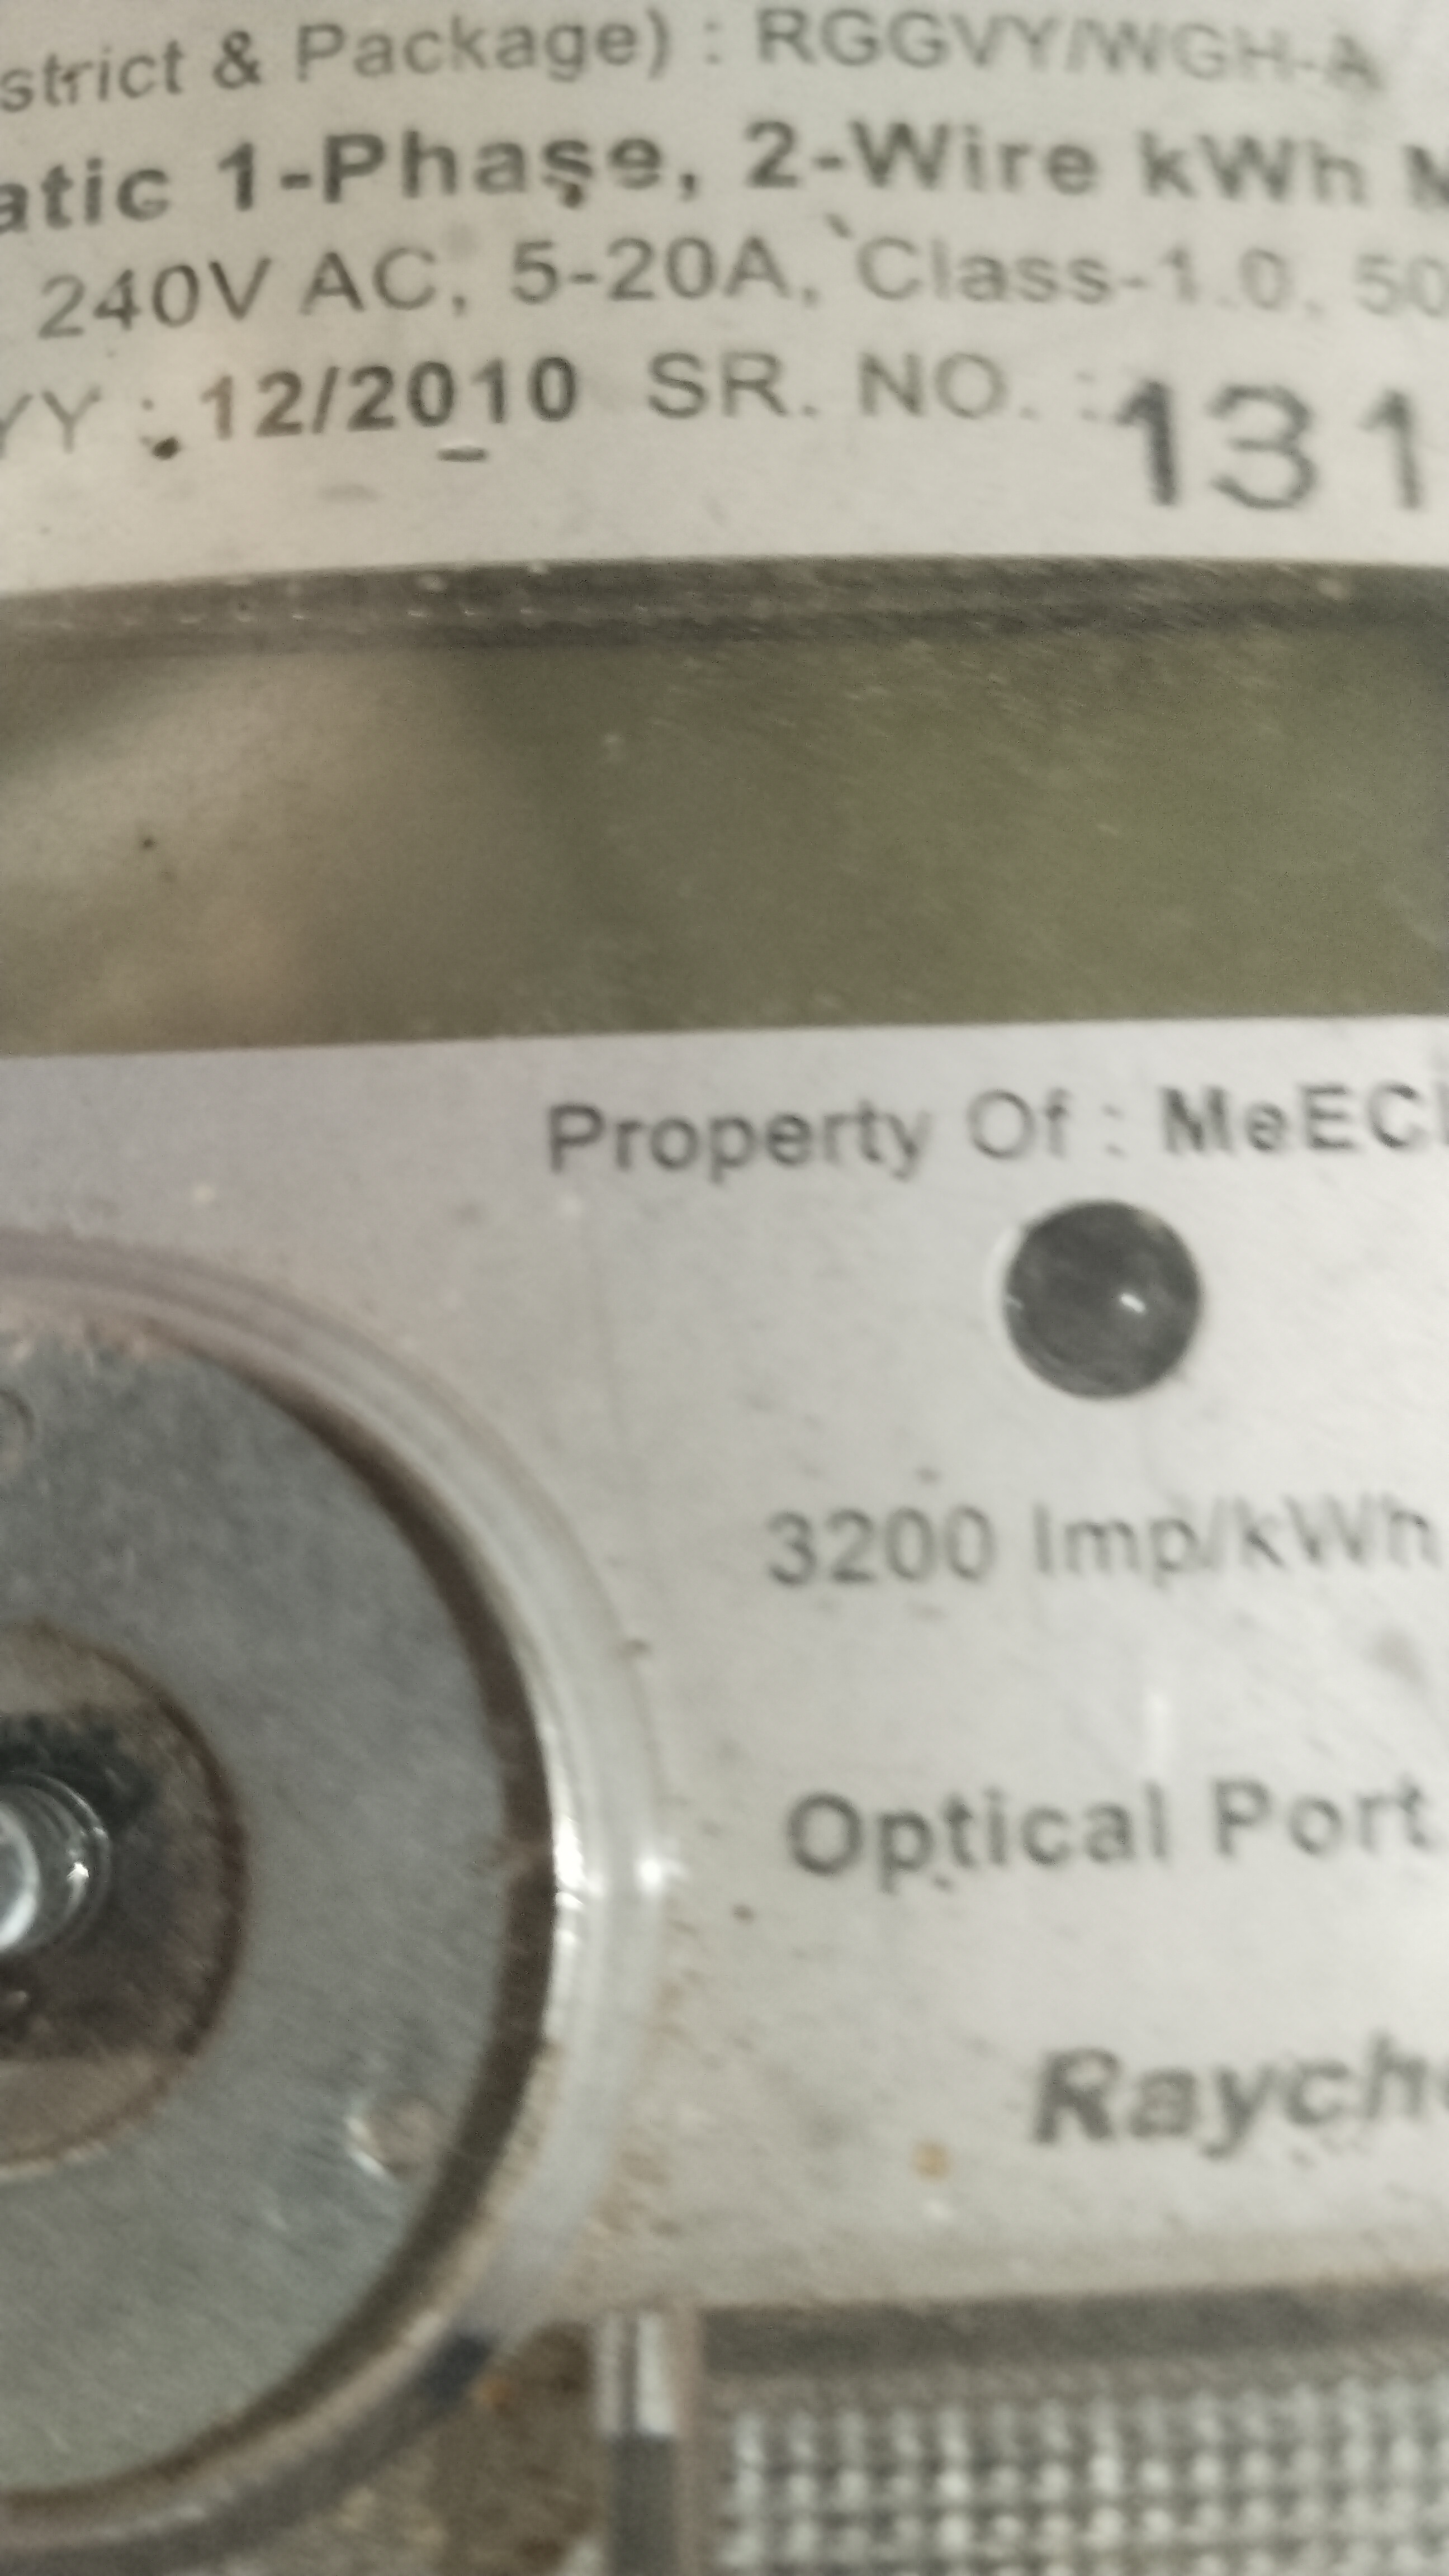 strict & Package) : RGGVY/WGH-A
atic 1-Phase, 2-Wire kWh M
240V AC, 5-20A, Class-1.0, 50
YY : 12/2010 SR. NO. : 131
Property Of : MeEC
3200 Imp/kWh
Optical Port
Raych